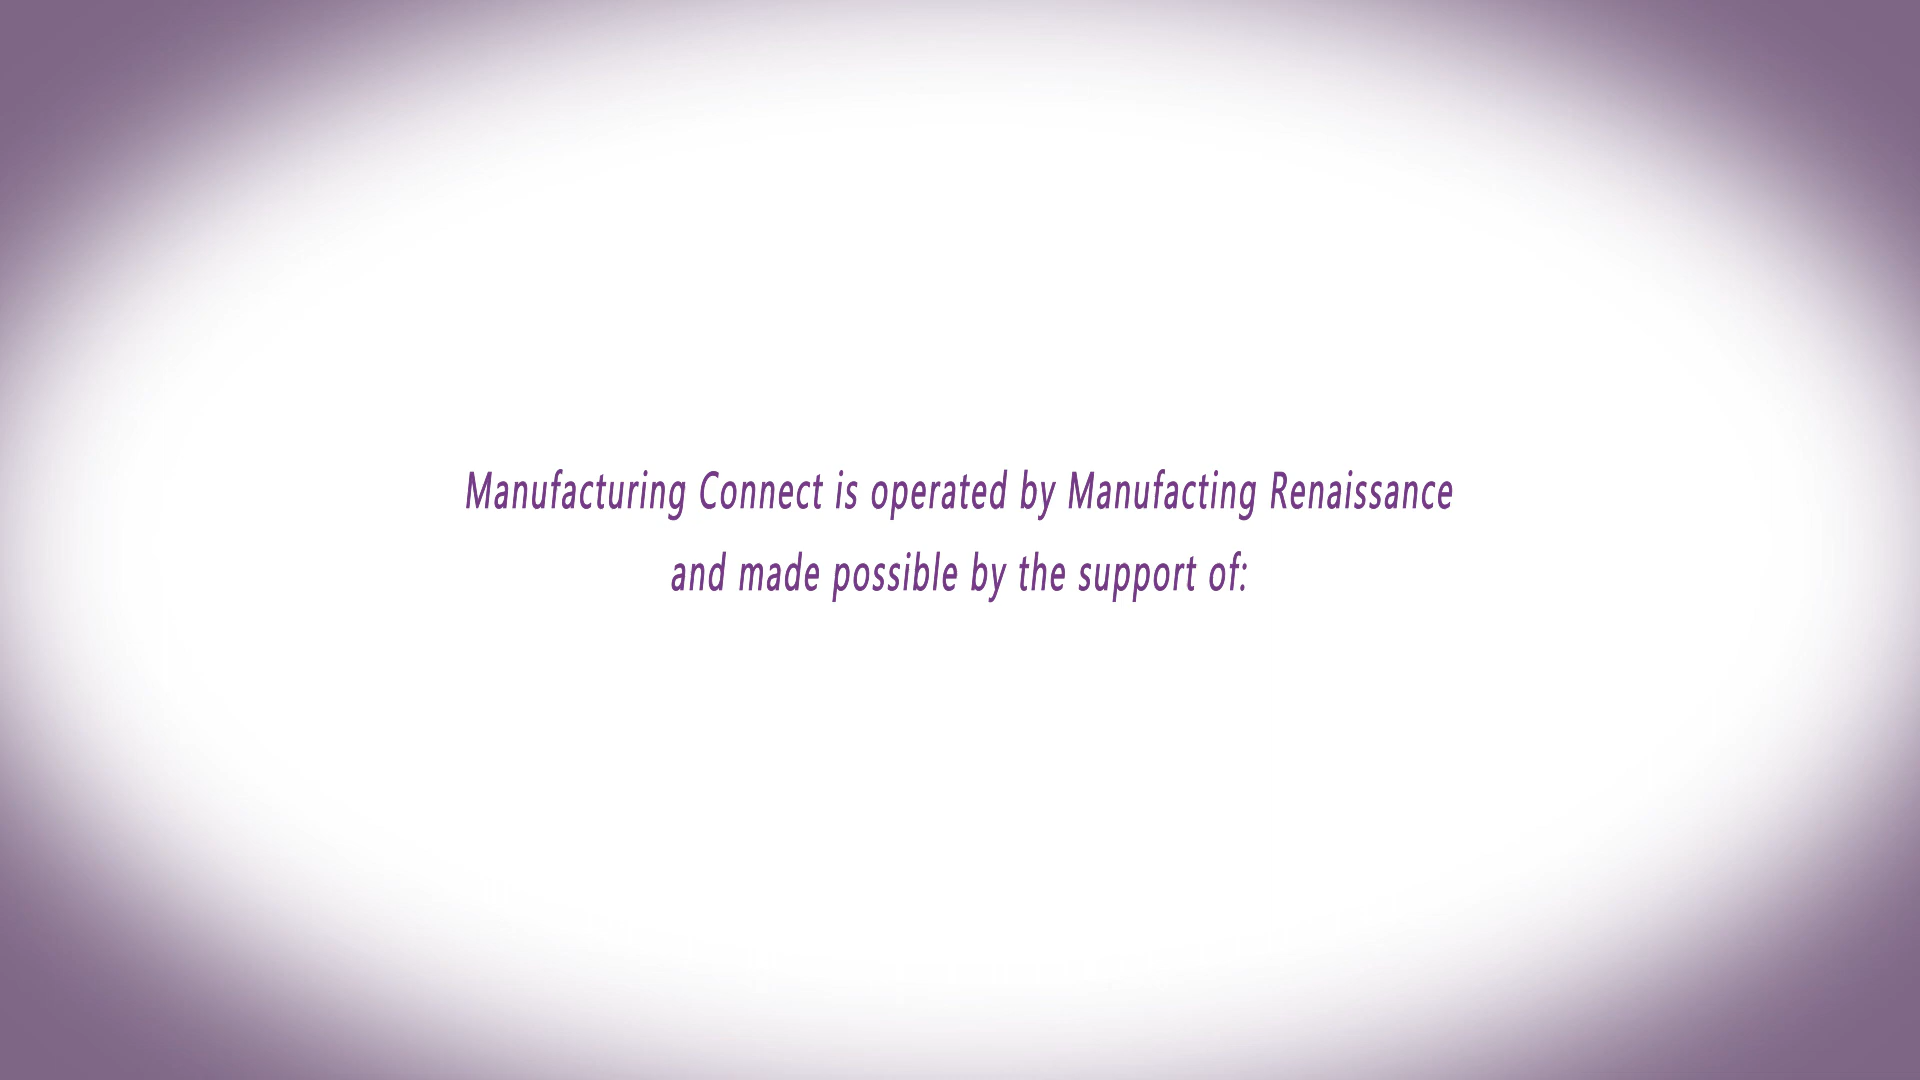 Manufacturing Connect is operated by Manufacting Renaissance
and made possible by the support of: